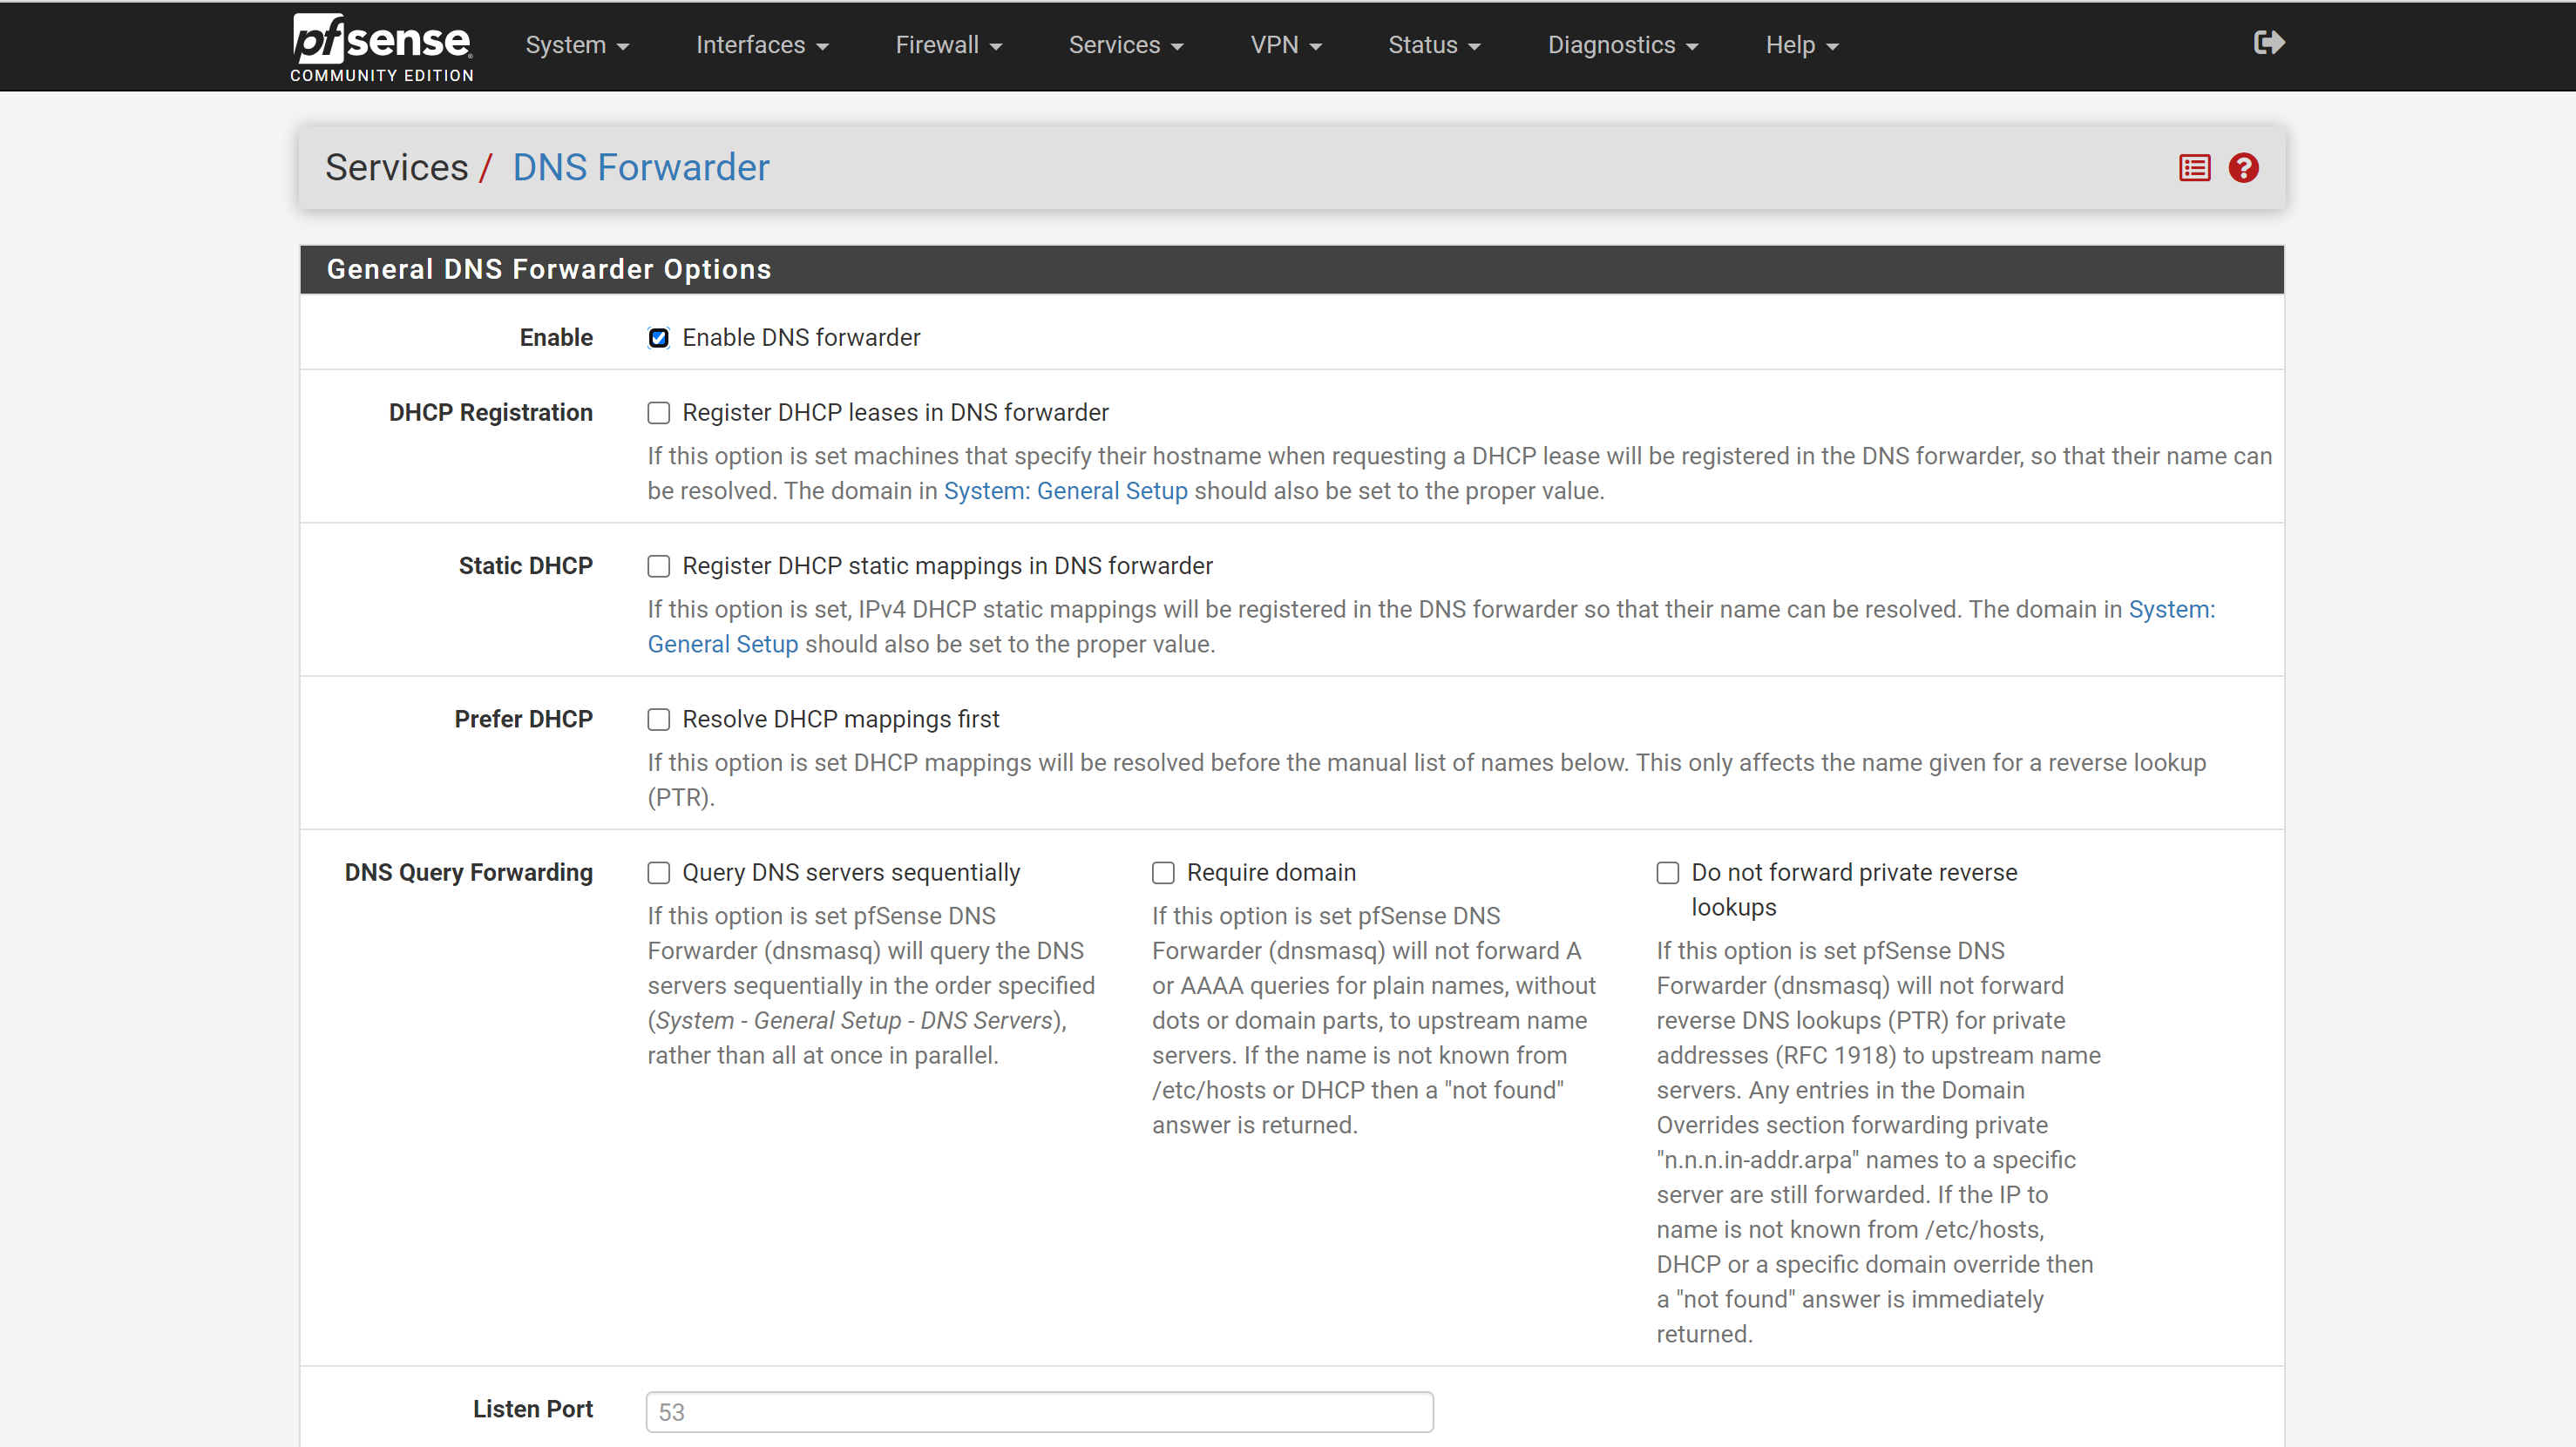 pfsense
COMMUNITY EDITION
System
Interfaces
Firewall
Services
VPN
Status
Diagnostics
Help
Services / DNS Forwarder
General DNS Forwarder Options
Enable
Enable DNS forwarder
DHCP Registration
Register DHCP leases in DNS forwarder
If this option is set machines that specify their hostname when requesting a DHCP lease will be registered in the DNS forwarder, so that their name can
be resolved. The domain in System: General Setup should also be set to the proper value.
Static DHCP
Register DHCP static mappings in DNS forwarder
If this option is set, IPv4 DHCP static mappings will be registered in the DNS forwarder so that their name can be resolved. The domain in System:
General Setup should also be set to the proper value.
Prefer DHCP
Resolve DHCP mappings first
If this option is set DHCP mappings will be resolved before the manual list of names below. This only affects the name given for a reverse lookup
(PTR).
DNS Query Forwarding
Query DNS servers sequentially
If this option is set pfSense DNS
Forwarder (dnsmasq) will query the DNS
servers sequentially in the order specified
(System - General Setup - DNS Servers),
rather than all at once in parallel.
Require domain
If this option is set pfSense DNS
Forwarder (dnsmasq) will not forward A
or AAAA queries for plain names, without
dots or domain parts, to upstream name
servers. If the name is not known from
/etc/hosts or DHCP then a "not found"
answer is returned.
Do not forward private reverse
lookups
If this option is set pfSense DNS
Forwarder (dnsmasq) will not forward
reverse DNS lookups (PTR) for private
addresses (RFC 1918) to upstream name
servers. Any entries in the Domain
Overrides section forwarding private
"n.n.n.in-addr.arpa" names to a specific
server are still forwarded. If the IP to
name is not known from /etc/hosts,
DHCP or a specific domain override then
a "not found" answer is immediately
returned.
Listen Port
53